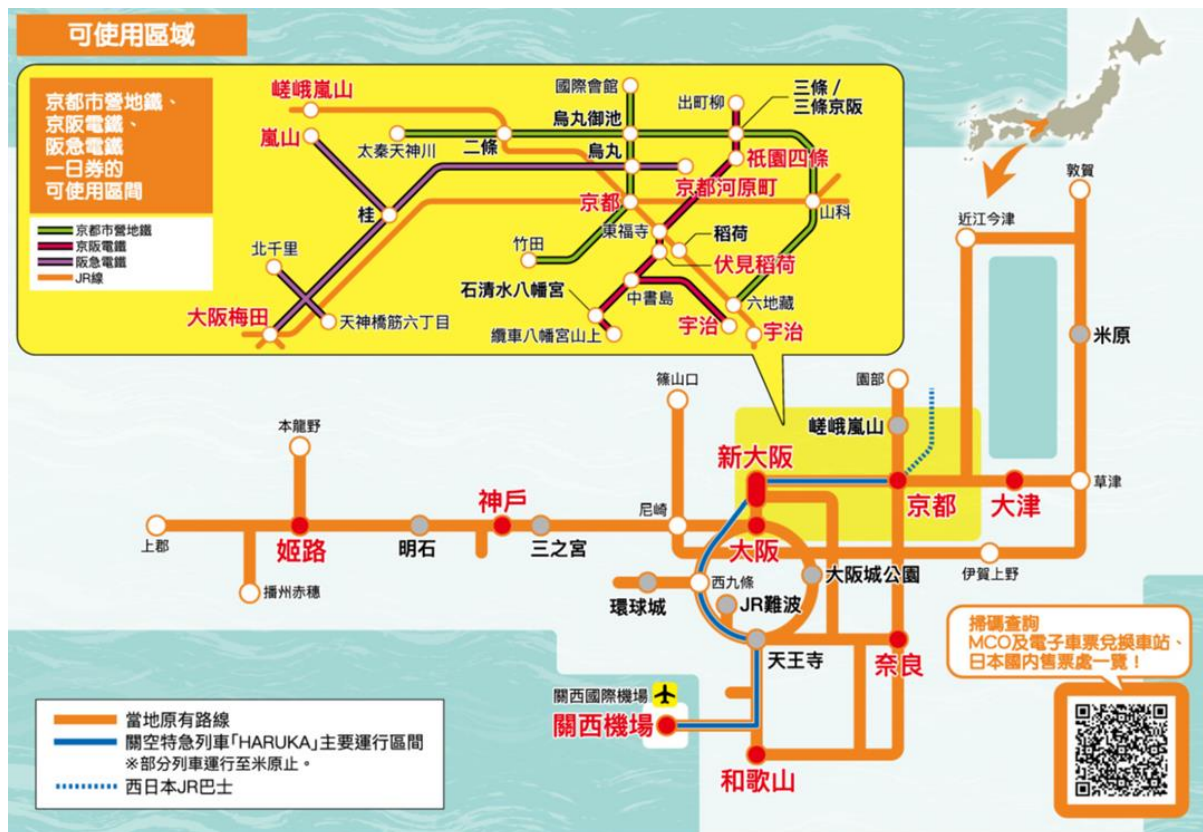 可使用區域
京都市營地鐵、
京阪電鐵、
阪急電鐵
一日券的
可使用區間
京都市營地鐵
京阪電鐵
阪急電鐵
JR線
嵯峨嵐山
嵐山
太秦天神川
二條
國際會館
烏丸御池
烏丸
出町柳
三條 /
三條京阪
祇園四條
京都河原町
京都
山科
桂
東福寺
稻荷
竹田
伏見稻荷
北千里
石清水八幡宮
中書島
六地藏
大阪梅田
天神橋筋六丁目
纜車八幡宮山上
宇治
宇治
敦賀
近江今津
米原
篠山口
園部
本龍野
嵯峨嵐山
新大阪
京都
大津
草津
神戶
尼崎
上郡
姬路
明石
三之宮
大阪
伊賀上野
播州赤穗
環球城
西九條
JR難波
大阪城公園
天王寺
奈良
關西國際機場
關西機場
和歌山
掃碼查詢
MCO及電子車票兌換車站、
日本國內售票處一覽！
當地原有路線
關空特急列車「HARUKA」主要運行區間
※部分列車運行至米原止。
西日本JR巴士